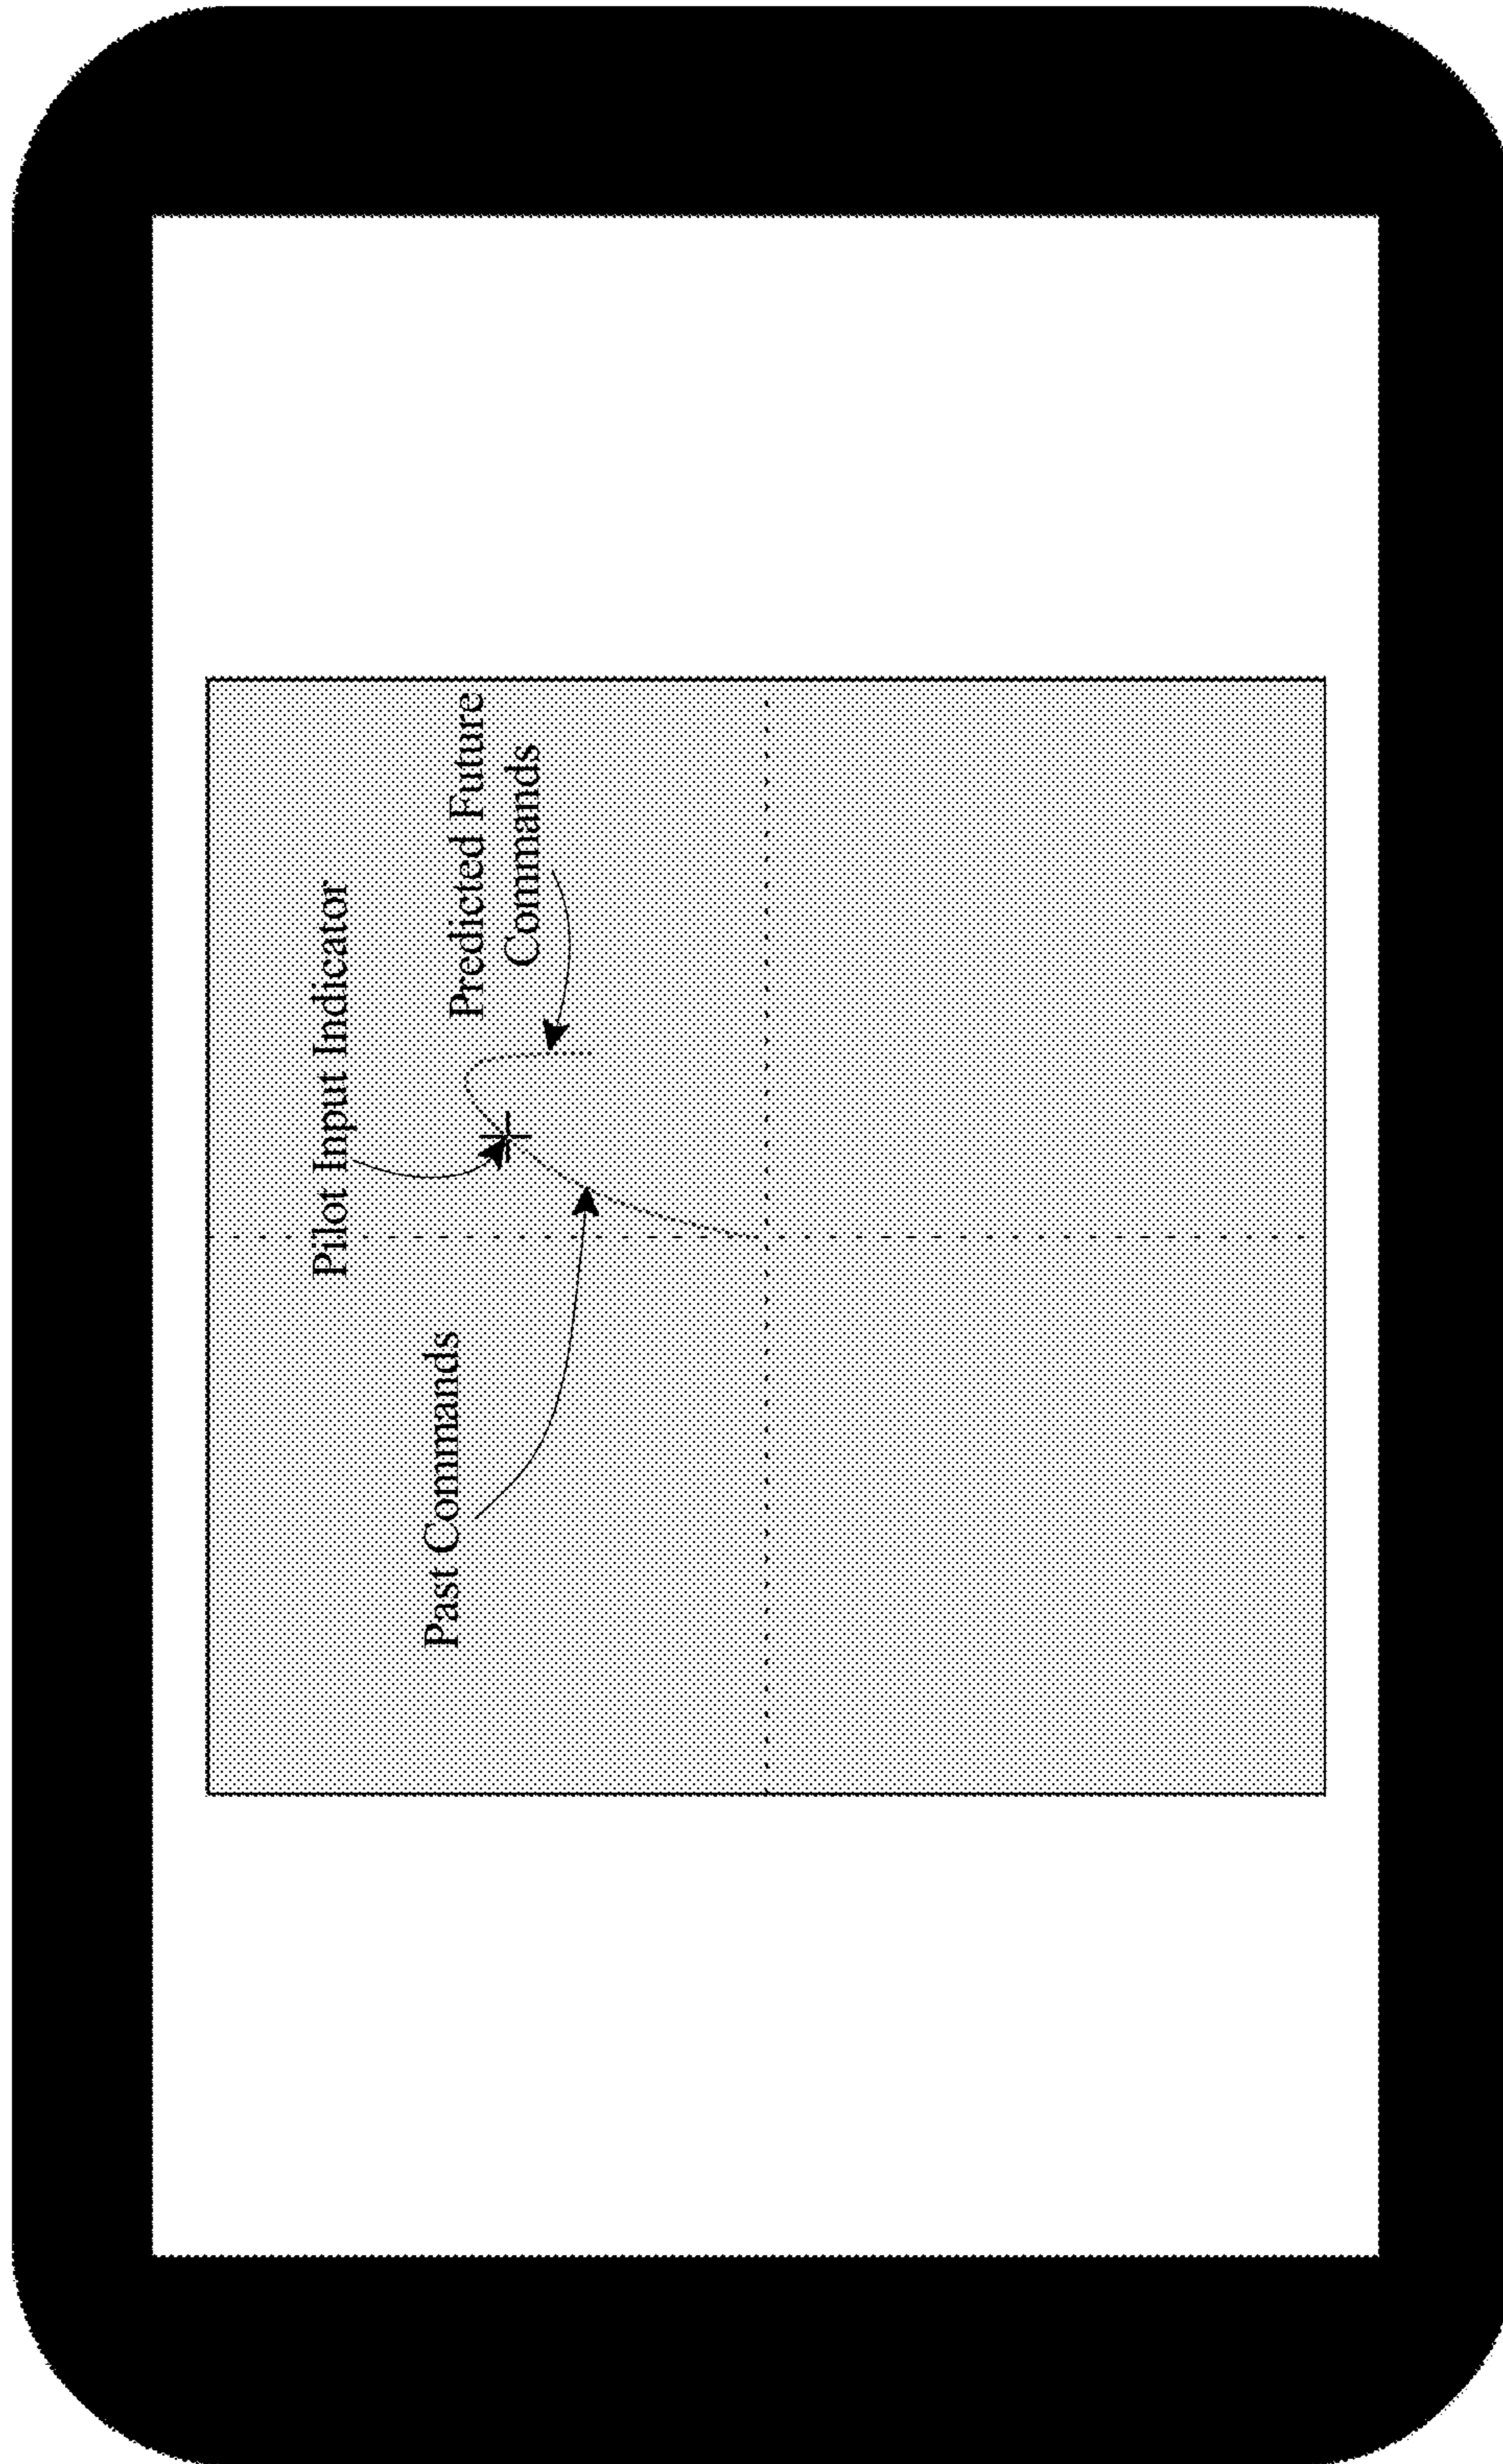 Pilot Input Indicator
Predicted Future
Commands
Past Commands